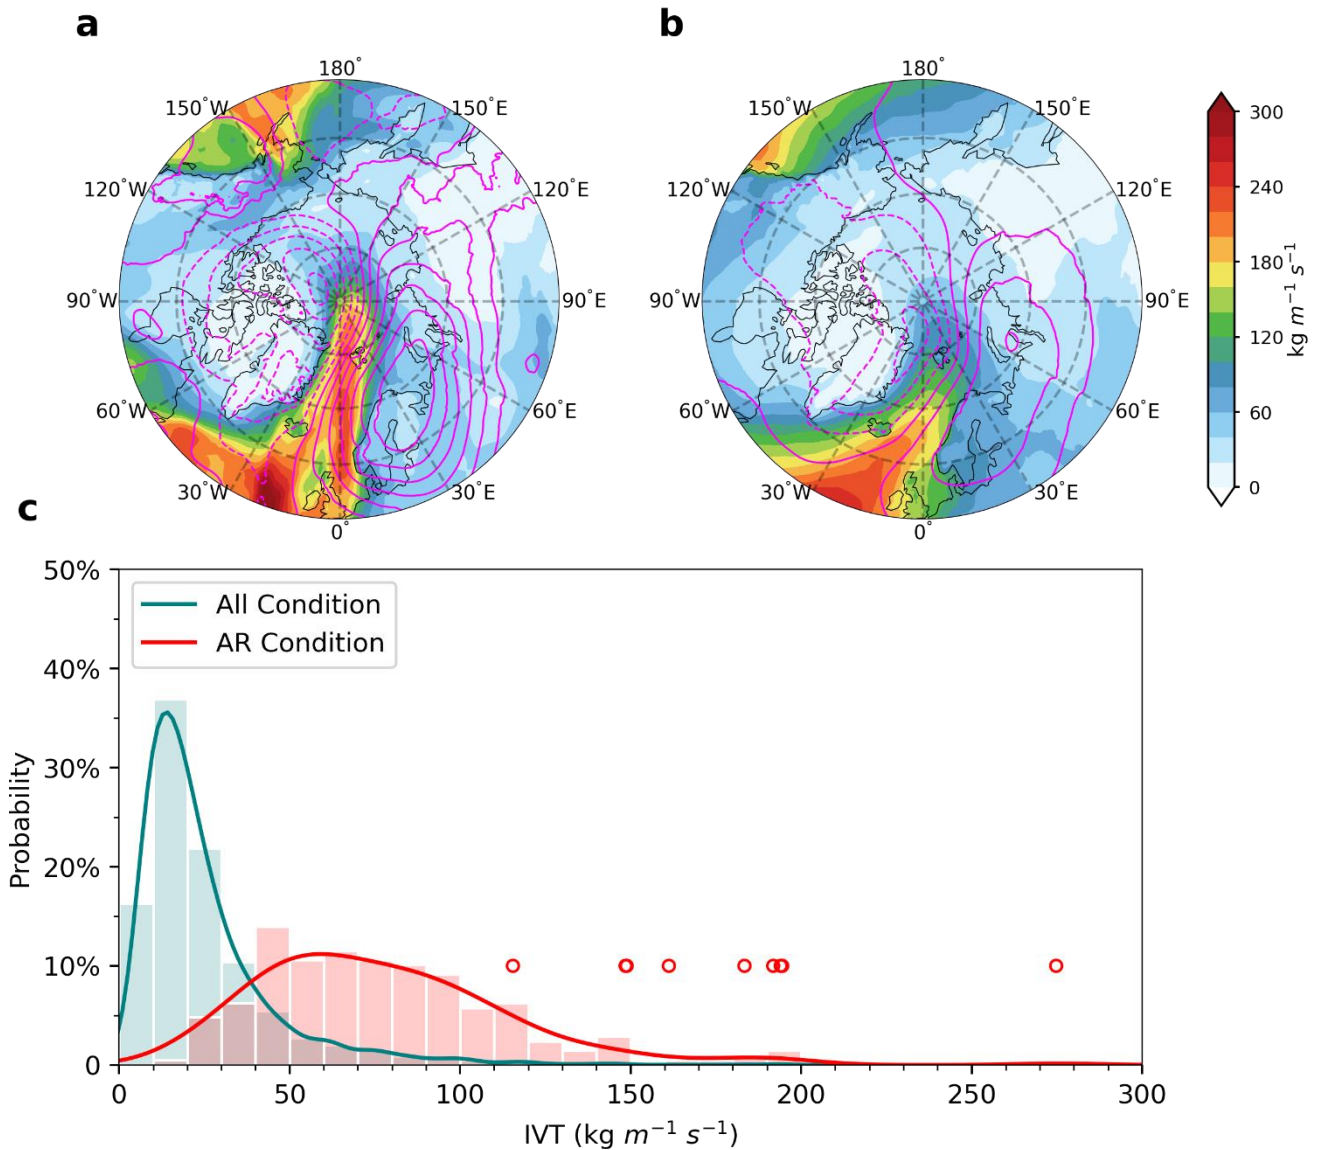 a
b
180°
150°W
150°E
120°W
120°E
90°W
90°E
60°W
60°E
30°W
30°E
0°
180°
150°W
150°E
120°W
120°E
90°W
90°E
60°W
60°E
30°W
30°E
0°
300
240
180
120
60
0
kg m⁻¹ s⁻¹
c
50%
40%
30%
20%
10%
0
Probability
All Condition
AR Condition
0
50
100
150
200
250
300
IVT (kg m⁻¹ s⁻¹)